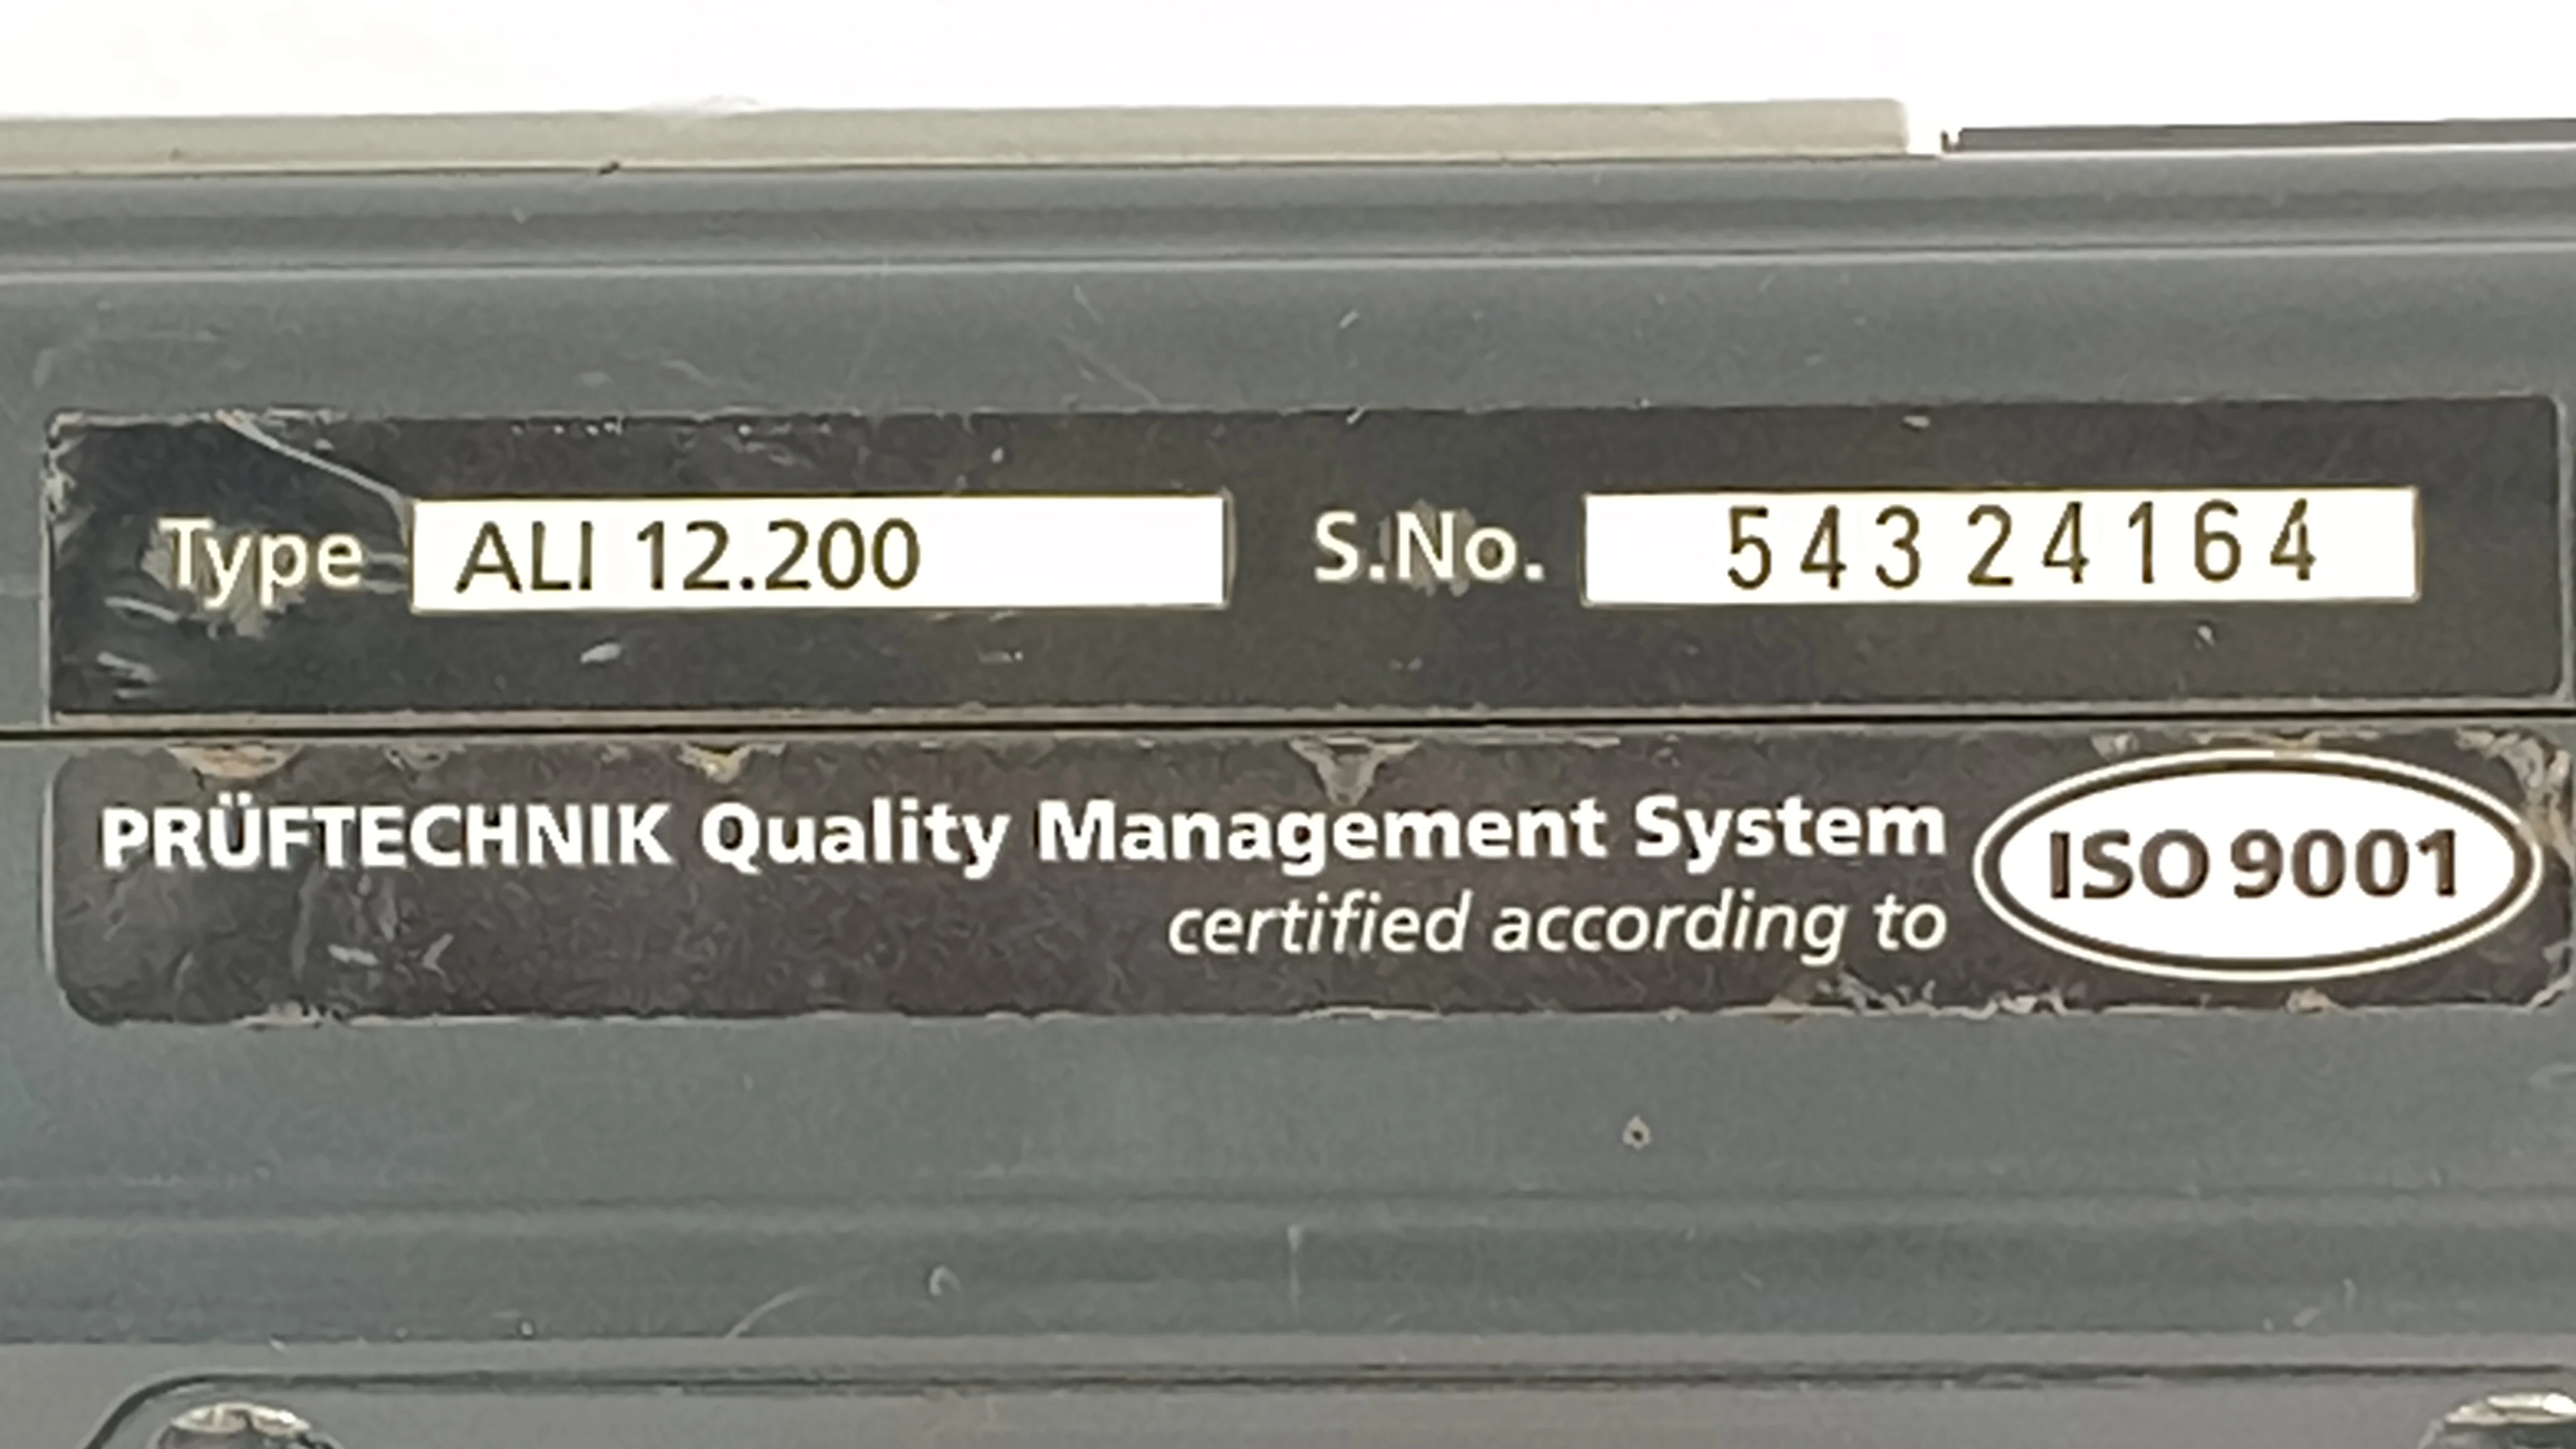 Type ALI 12.200 S.No. 54324164
PRÜFTECHNIK Quality Management System
certified according to ISO 9001